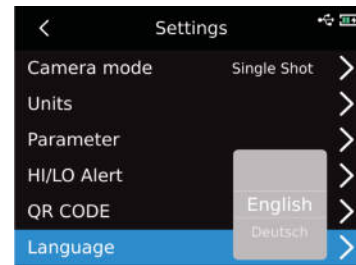 Settings
Camera mode Single Shot
Units
Parameter
HI/LO Alert
QR CODE
English
Deutsch
Language